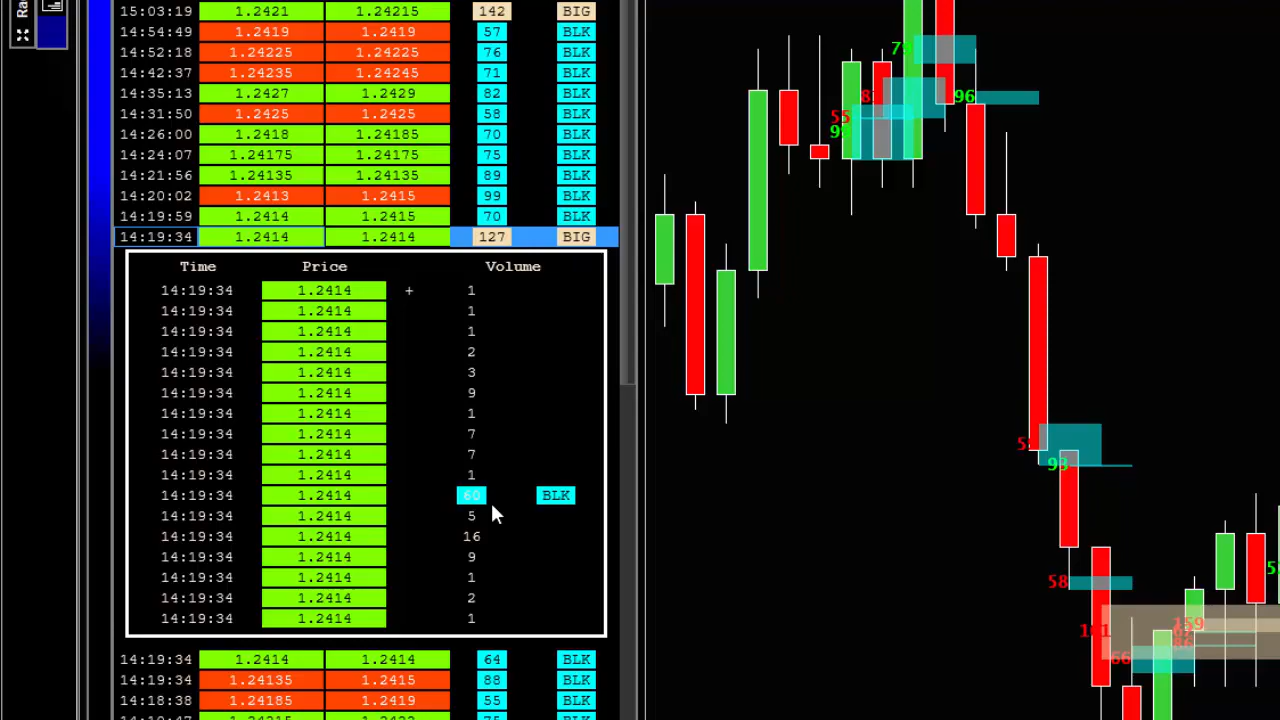 Ra
15:03:19 1.2421 1.24215 142 BIG
14:54:49 1.2419 1.2419 57 BLK
14:52:18 1.24225 1.24225 76 BLK
14:42:37 1.24235 1.24245 71 BLK
14:35:13 1.2427 1.2429 82 BLK
14:31:50 1.2425 1.2425 58 BLK
14:26:00 1.2418 1.24185 70 BLK
14:24:07 1.24175 1.24175 75 BLK
14:21:56 1.24135 1.24135 89 BLK
14:20:02 1.2413 1.2415 99 BLK
14:19:59 1.2414 1.2415 70 BLK
14:19:34 1.2414 1.2414 127 BIG
Time Price Volume
14:19:34 1.2414 + 1
14:19:34 1.2414 1
14:19:34 1.2414 1
14:19:34 1.2414 2
14:19:34 1.2414 3
14:19:34 1.2414 9
14:19:34 1.2414 1
14:19:34 1.2414 7
14:19:34 1.2414 7
14:19:34 1.2414 1
14:19:34 1.2414 60 BLK
14:19:34 1.2414 5
14:19:34 1.2414 16
14:19:34 1.2414 9
14:19:34 1.2414 1
14:19:34 1.2414 2
14:19:34 1.2414 1
14:19:34 1.2414 1.2414 64 BLK
14:19:34 1.24135 1.2415 88 BLK
14:18:38 1.24185 1.2419 55 BLK
96
93
58
159
66